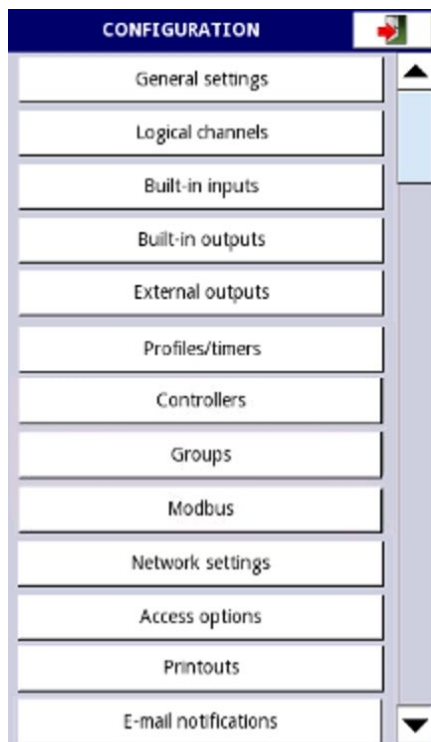 CONFIGURATION
General settings
Logical channels
Built-in inputs
Built-in outputs
External outputs
Profiles/timers
Controllers
Groups
Modbus
Network settings
Access options
Printouts
E-mail notifications